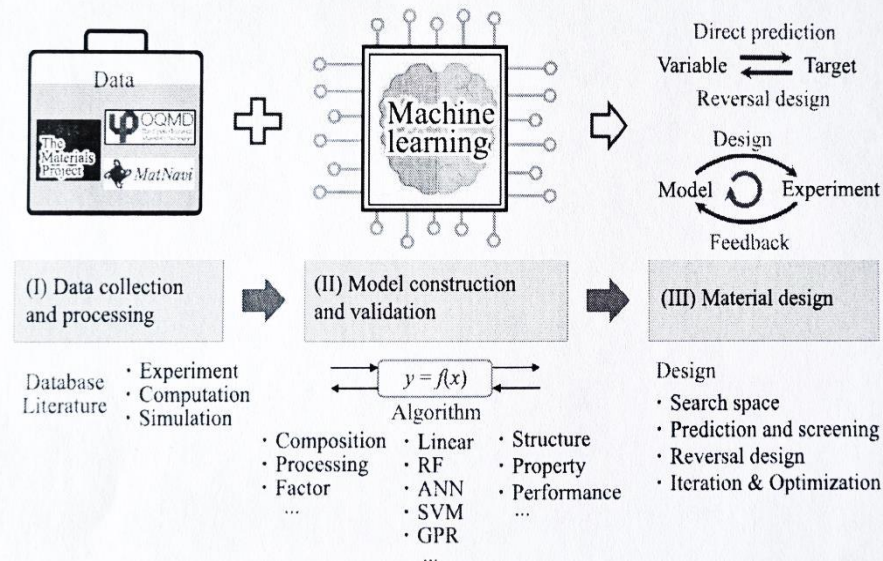 Data
The
Materials
Project
OQMD
MatNavi
Machine
learning
Direct prediction
Variable Target
Reversal design
Design
Model Experiment
Feedback
(I) Data collection
and processing
(II) Model construction
and validation
(III) Material design
Database
Literature
· Experiment
· Computation
· Simulation
y = f(x)
Algorithm
· Composition
· Processing
· Factor
...
· Linear
· RF
· ANN
· SVM
· GPR
...
· Structure
· Property
· Performance
...
Design
· Search space
· Prediction and screening
· Reversal design
· Iteration & Optimization